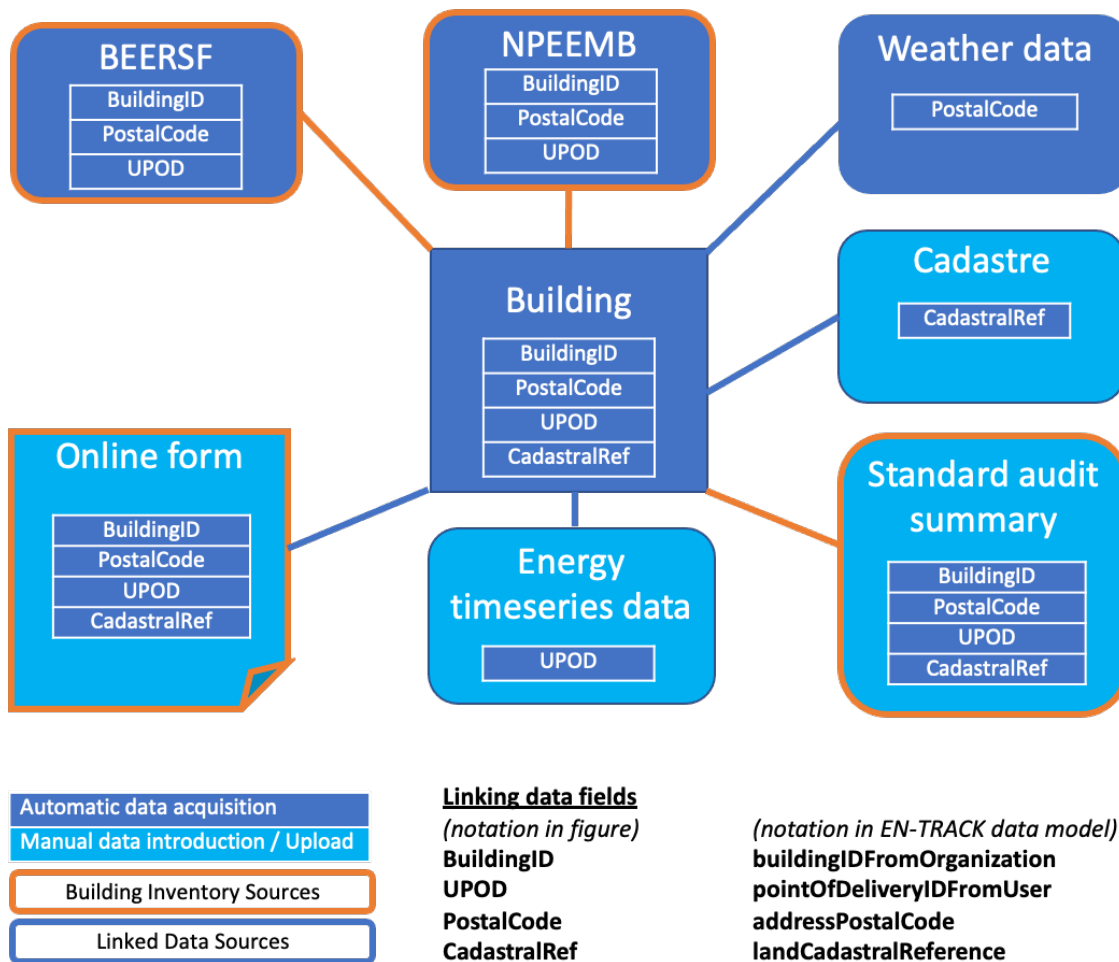 BEERSF
BuildingID
PostalCode
UPOD
NPEEMB
BuildingID
PostalCode
UPOD
Weather data
PostalCode
Building
BuildingID
PostalCode
UPOD
CadastralRef
Cadastre
CadastralRef
Online form
BuildingID
PostalCode
UPOD
CadastralRef
Energy
timeseries data
UPOD
Standard audit
summary
BuildingID
PostalCode
UPOD
CadastralRef
Automatic data acquisition
Manual data introduction / Upload
Building Inventory Sources
Linked Data Sources
Linking data fields
(notation in figure) (notation in EN-TRACK data model)
BuildingID buildingIDFromOrganization
UPOD pointOfDeliveryIDFromUser
PostalCode addressPostalCode
CadastralRef landCadastralReference